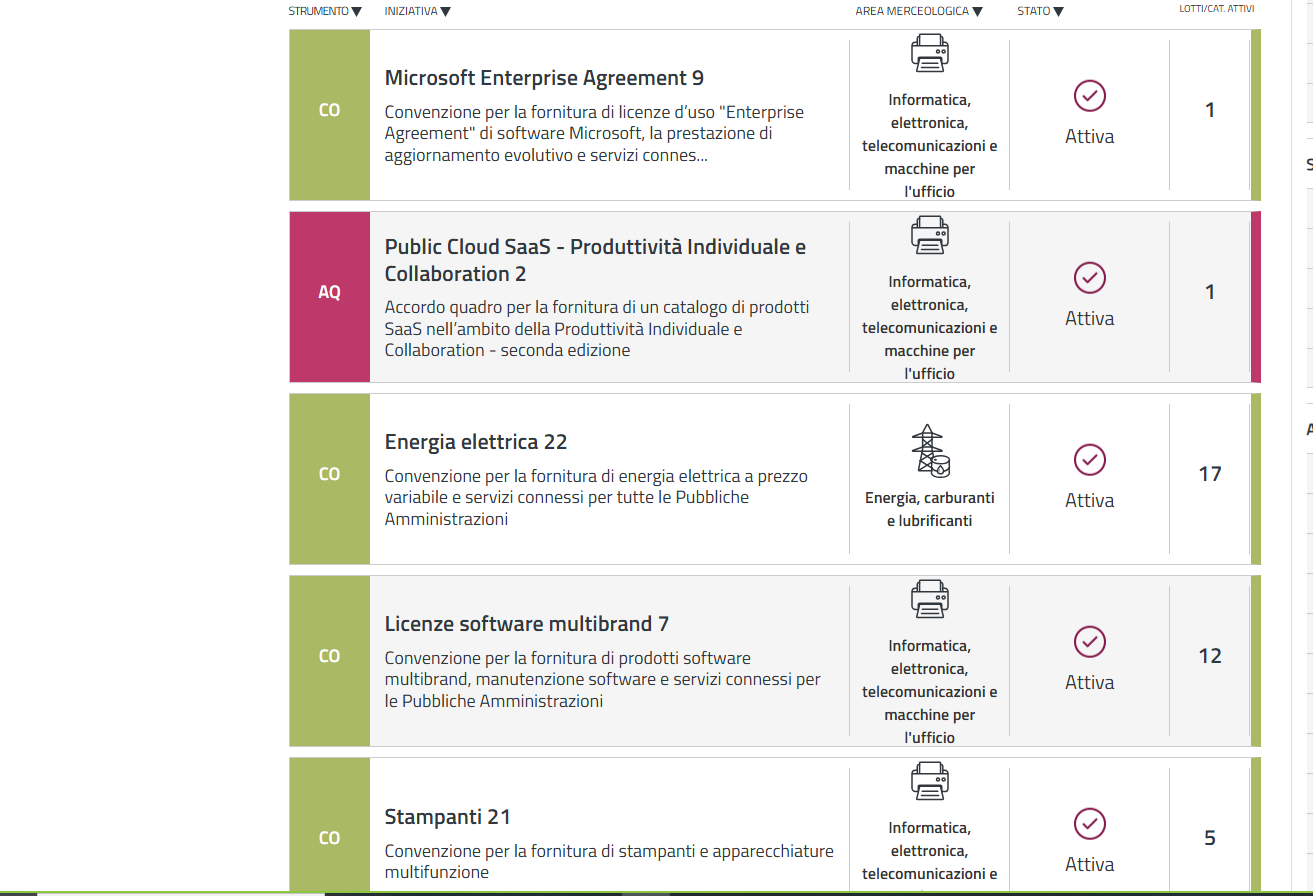 STRUMENTO ▼ INIZIATIVA ▼ AREA MERCEOLOGICA ▼ STATO ▼ LOTTI/CAT. ATTIVI
CO
Microsoft Enterprise Agreement 9
Convenzione per la fornitura di licenze d’uso "Enterprise
Agreement" di software Microsoft, la prestazione di
aggiornamento evolutivo e servizi connes...
Informatica,
elettronica,
telecomunicazioni e
macchine per
l'ufficio
Attiva
1
AQ
Public Cloud SaaS - Produttività Individuale e
Collaboration 2
Accordo quadro per la fornitura di un catalogo di prodotti
SaaS nell’ambito della Produttività Individuale e
Collaboration - seconda edizione
Informatica,
elettronica,
telecomunicazioni e
macchine per
l'ufficio
Attiva
1
CO
Energia elettrica 22
Convenzione per la fornitura di energia elettrica a prezzo
variabile e servizi connessi per tutte le Pubbliche
Amministrazioni
Energia, carburanti
e lubrificanti
Attiva
17
CO
Licenze software multibrand 7
Convenzione per la fornitura di prodotti software
multibrand, manutenzione software e servizi connessi per
le Pubbliche Amministrazioni
Informatica,
elettronica,
telecomunicazioni e
macchine per
l'ufficio
Attiva
12
CO
Stampanti 21
Convenzione per la fornitura di stampanti e apparecchiature
multifunzione
Informatica,
elettronica,
telecomunicazioni e
Attiva
5